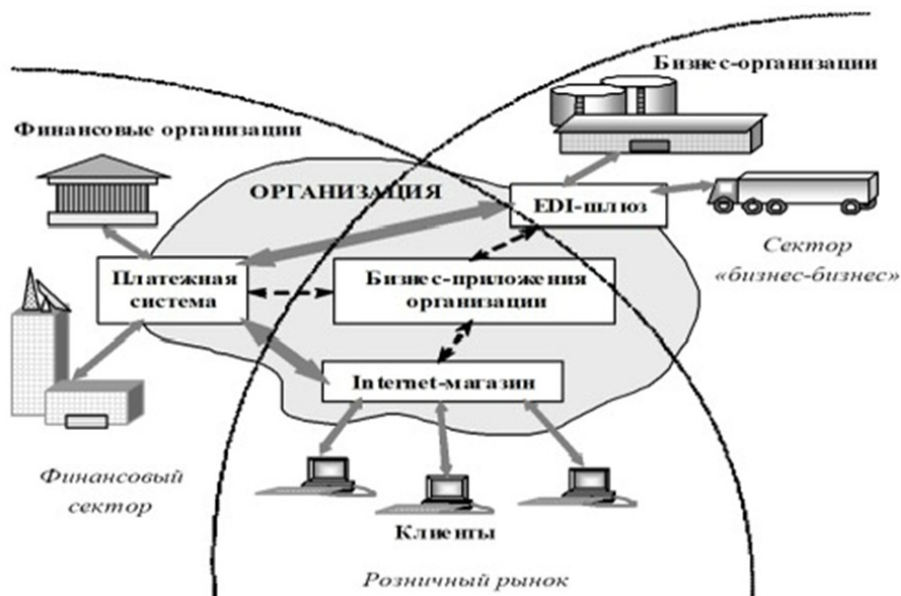 Бизнес-организации
Финансовые организации
ОРГАНИЗАЦИЯ
EDI-шлюз
Сектор
«бизнес-бизнес»
Платежная
система
Бизнес-приложения
организации
Internet-магазин
Финансовый
сектор
Клиенты
Розничный рынок